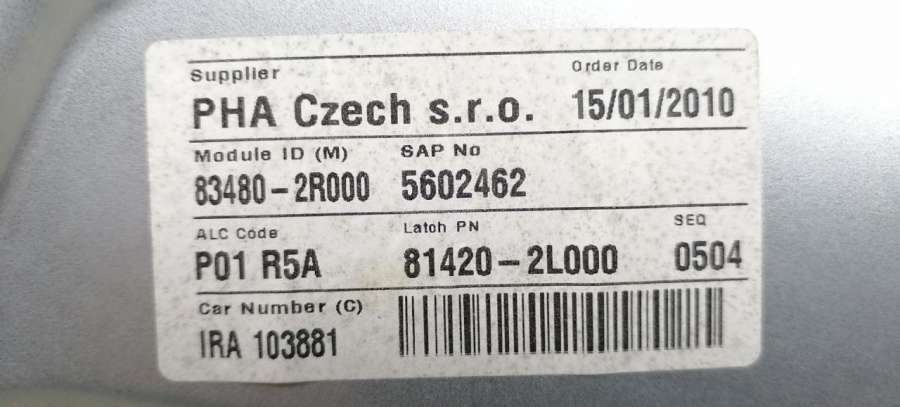 Supplier Order Date
PHA Czech s.r.o. 15/01/2010
Module ID (M) SAP No
83480-2R000 5602462
ALC Code Latch PN SEQ
P01 R5A 81420-2L000 0504
Car Number (C)
IRA 103881